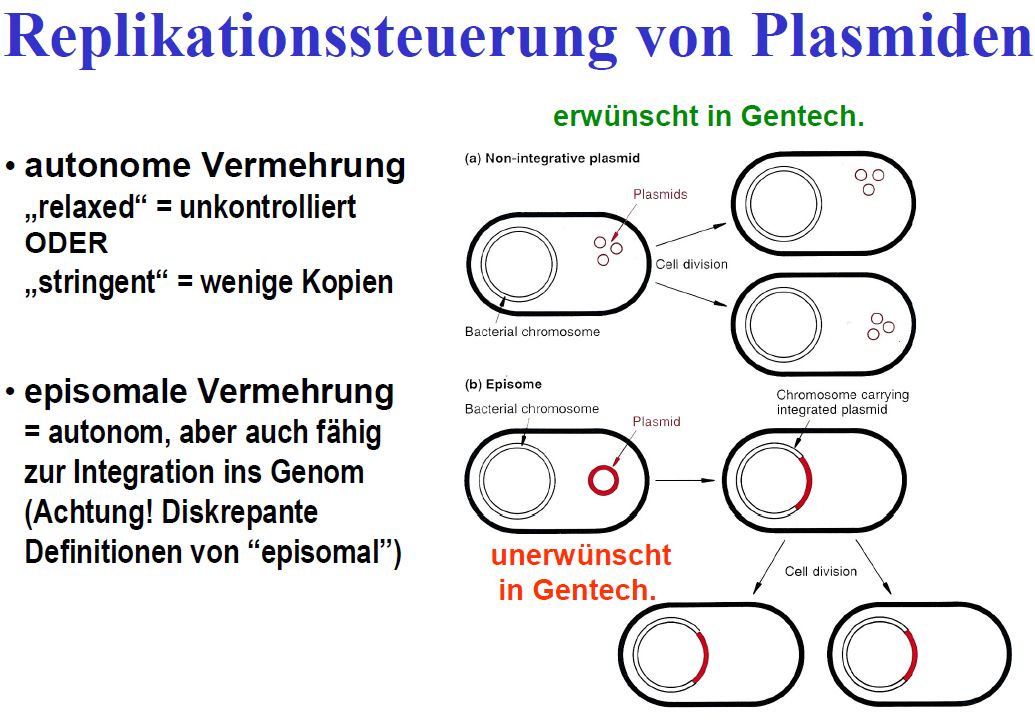 Replikationssteuerung von Plasmiden
• autonome Vermehrung
„relaxed“ = unkontrolliert
ODER
„stringent“ = wenige Kopien
• episomale Vermehrung
= autonom, aber auch fähig
zur Integration ins Genom
(Achtung! Diskrepante
Definitionen von “episomal”)
erwünscht in Gentech.
(a) Non-integrative plasmid
Plasmids
Cell division
Bacterial chromosome
(b) Episome
Bacterial chromosome
Plasmid
Chromosome carrying
integrated plasmid
unerwünscht
in Gentech.
Cell division